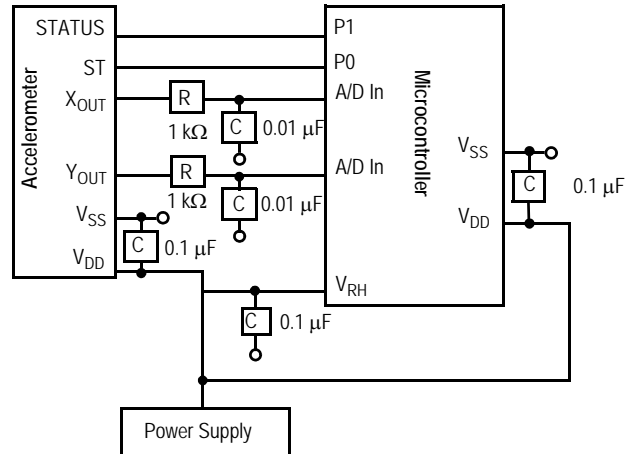 STATUS
ST
XOUT
YOUT
VSS
VDD
Accelerometer
R
1 kΩ
C
0.01 μF
R
1 kΩ
C
0.01 μF
C
0.1 μF
C
0.1 μF
P1
P0
A/D In
A/D In
VRH
Microcontroller
VSS
VDD
C
0.1 μF
Power Supply